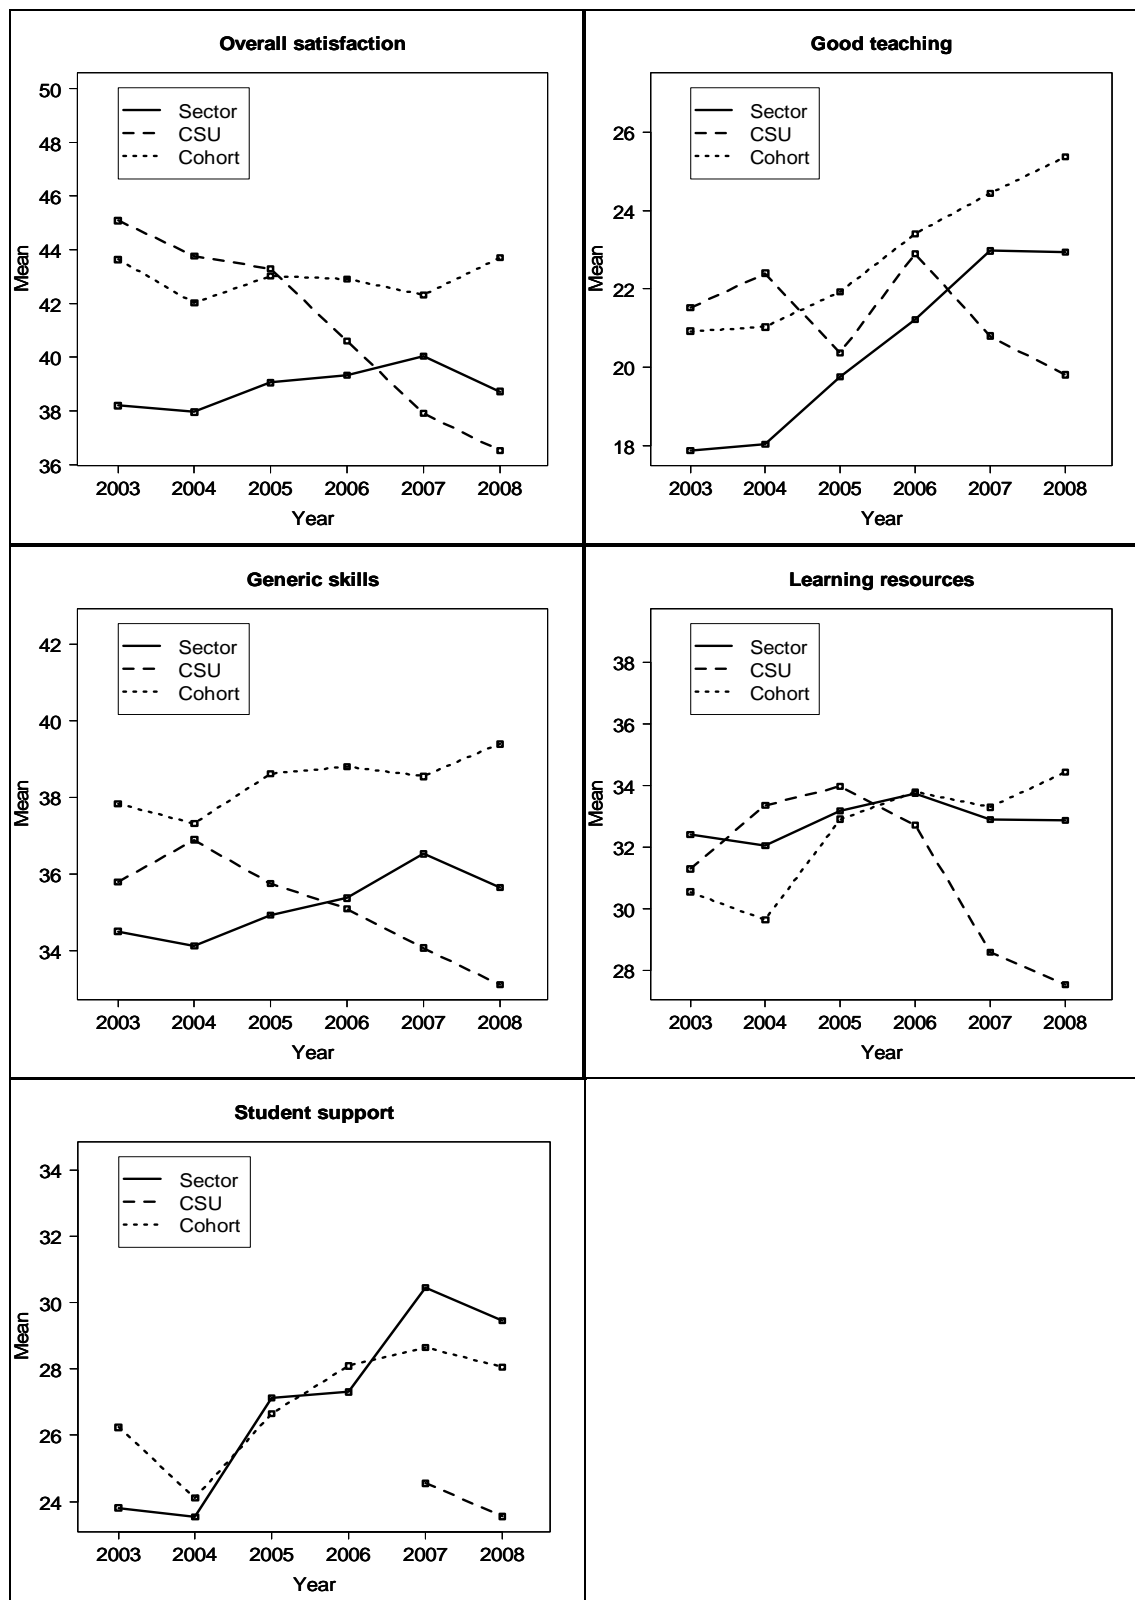 Overall satisfaction
50
48
46
44
42
40
38
36
Mean
Sector
CSU
Cohort
2003 2004 2005 2006 2007 2008
Year
Good teaching
26
24
22
20
18
Mean
Sector
CSU
Cohort
2003 2004 2005 2006 2007 2008
Year
Generic skills
42
40
38
36
34
Mean
Sector
CSU
Cohort
2003 2004 2005 2006 2007 2008
Year
Learning resources
38
36
34
32
30
28
Mean
Sector
CSU
Cohort
2003 2004 2005 2006 2007 2008
Year
Student support
34
32
30
28
26
24
Mean
Sector
CSU
Cohort
2003 2004 2005 2006 2007 2008
Year